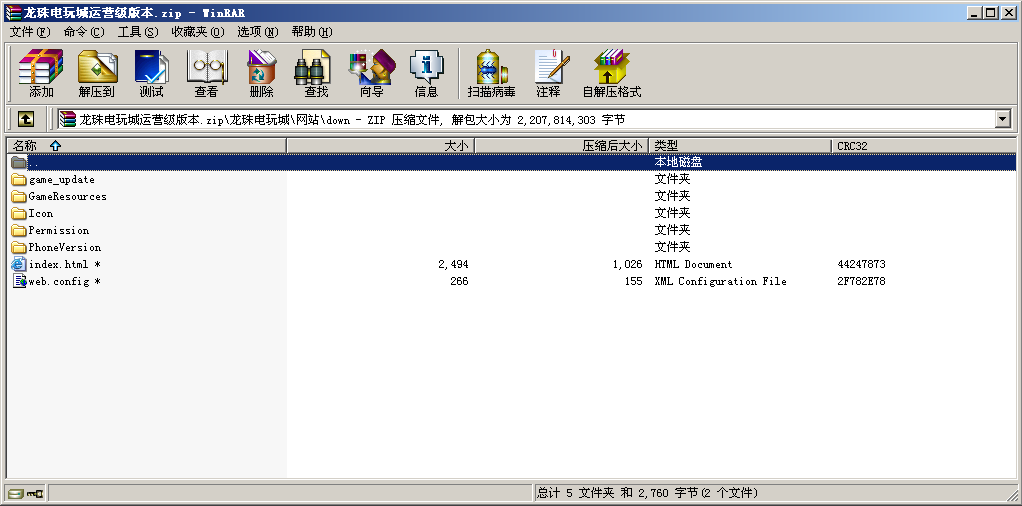 龙珠电玩城运营级版本.zip - WinRAR
文件(F) 命令(C) 工具(S) 收藏夹(O) 选项(N) 帮助(H)
添加 解压到 测试 查看 删除 查找 向导 信息 扫描病毒 注释 自解压格式
龙珠电玩城运营级版本.zip\龙珠电玩城\网站\down - ZIP 压缩文件, 解包大小为 2,207,814,303 字节
名称 大小 压缩后大小 类型 CRC32
.. 本地磁盘
game_update 文件夹
GameResources 文件夹
Icon 文件夹
Permission 文件夹
PhoneVersion 文件夹
index.html * 2,494 1,026 HTML Document 44247873
web.config * 266 155 XML Configuration File 2F782E78
总计 5 文件夹 和 2,760 字节(2 个文件)